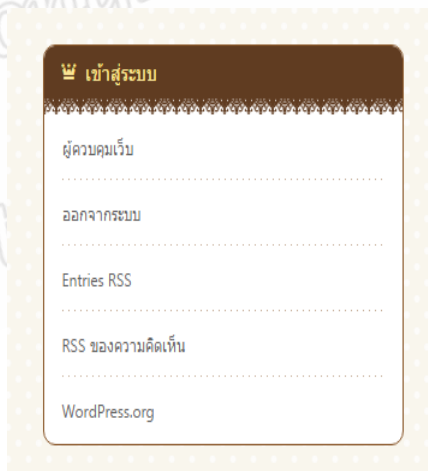 เข้าสู่ระบบ
ผู้ควบคุมเว็บ
ออกจากระบบ
Entries RSS
RSS ของความคิดเห็น
WordPress.org